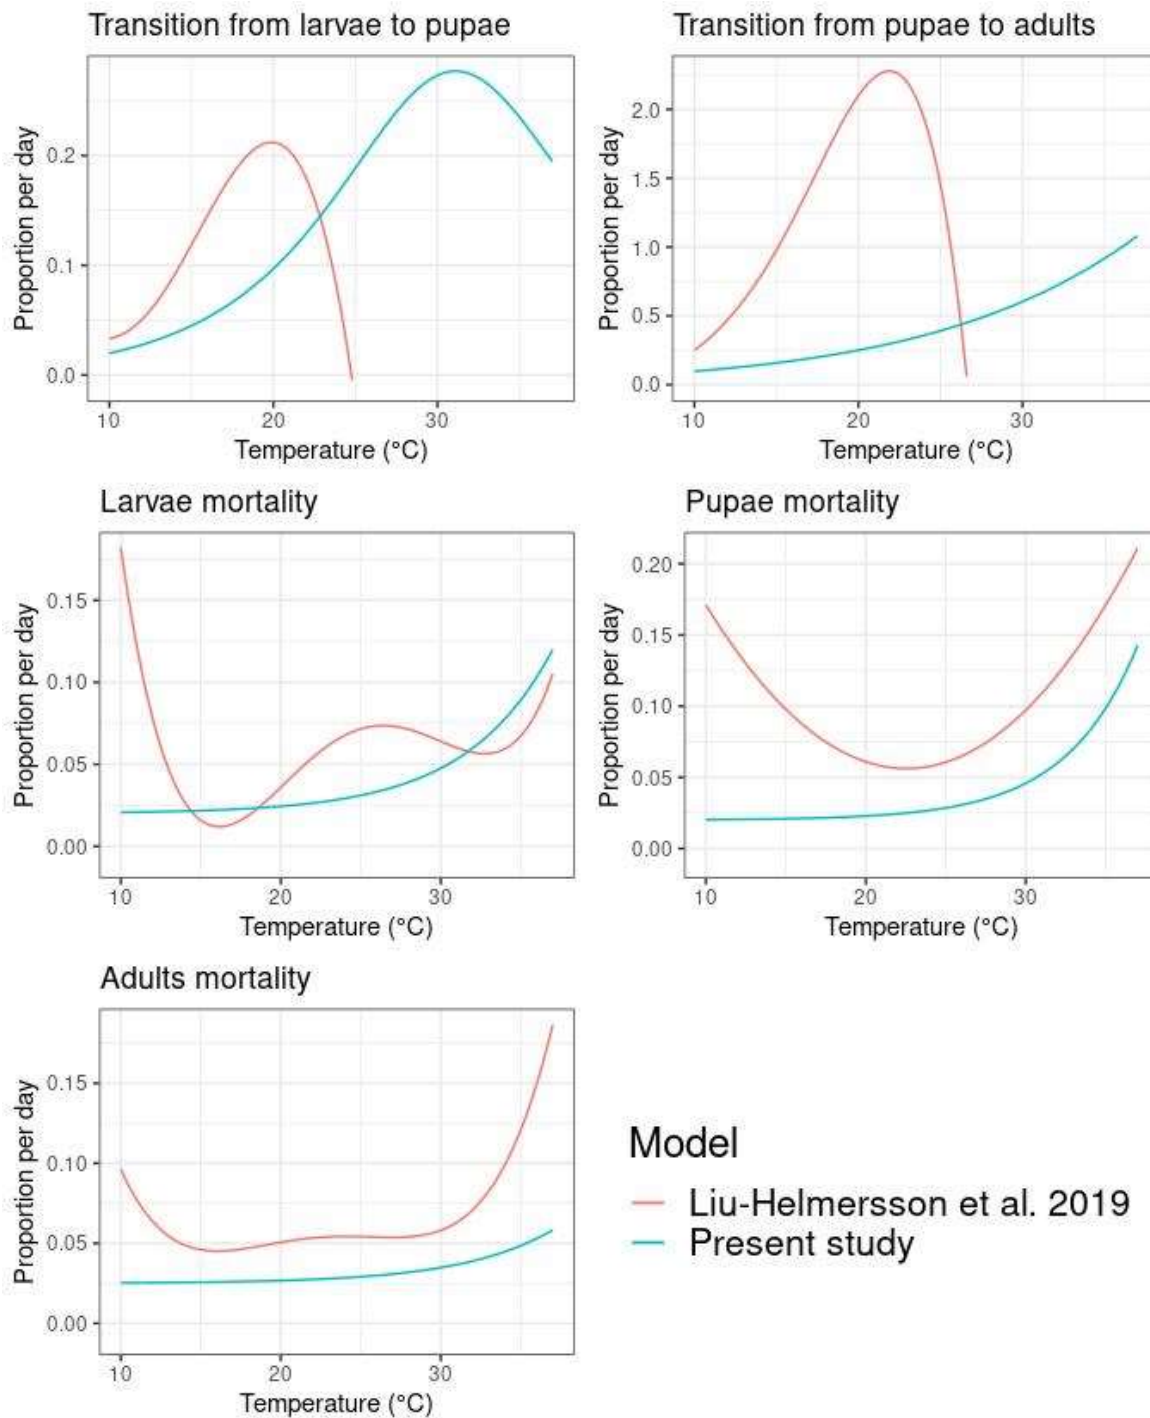 Transition from larvae to pupae
Proportion per day
0.2
0.1
0.0
10 20 30
Temperature (°C)
Transition from pupae to adults
Proportion per day
2.0
1.5
1.0
0.5
0.0
10 20 30
Temperature (°C)
Larvae mortality
Proportion per day
0.15
0.10
0.05
0.00
10 20 30
Temperature (°C)
Pupae mortality
Proportion per day
0.20
0.15
0.10
0.05
0.00
10 20 30
Temperature (°C)
Adults mortality
Proportion per day
0.15
0.10
0.05
0.00
10 20 30
Temperature (°C)
Model
Liu-Helmersson et al. 2019
Present study